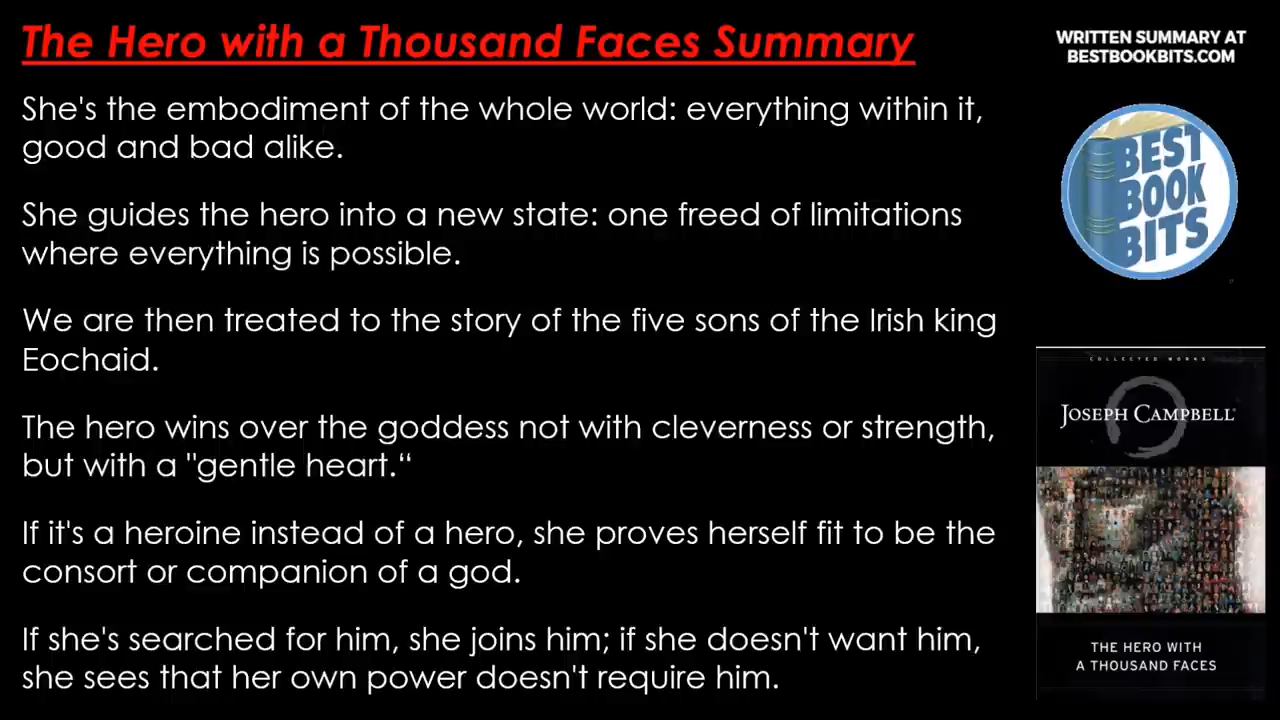 The Hero with a Thousand Faces Summary
She's the embodiment of the whole world: everything within it,
good and bad alike.
She guides the hero into a new state: one freed of limitations
where everything is possible.
We are then treated to the story of the five sons of the Irish king
Eochaid.
The hero wins over the goddess not with cleverness or strength,
but with a "gentle heart.“
If it's a heroine instead of a hero, she proves herself fit to be the
consort or companion of a god.
If she's searched for him, she joins him; if she doesn't want him,
she sees that her own power doesn't require him.
WRITTEN SUMMARY AT
BESTBOOKBITS.COM
BEST
BOOK
BITS
COLLECTED WORKS
JOSEPH CAMPBELL
THE HERO WITH
A THOUSAND FACES